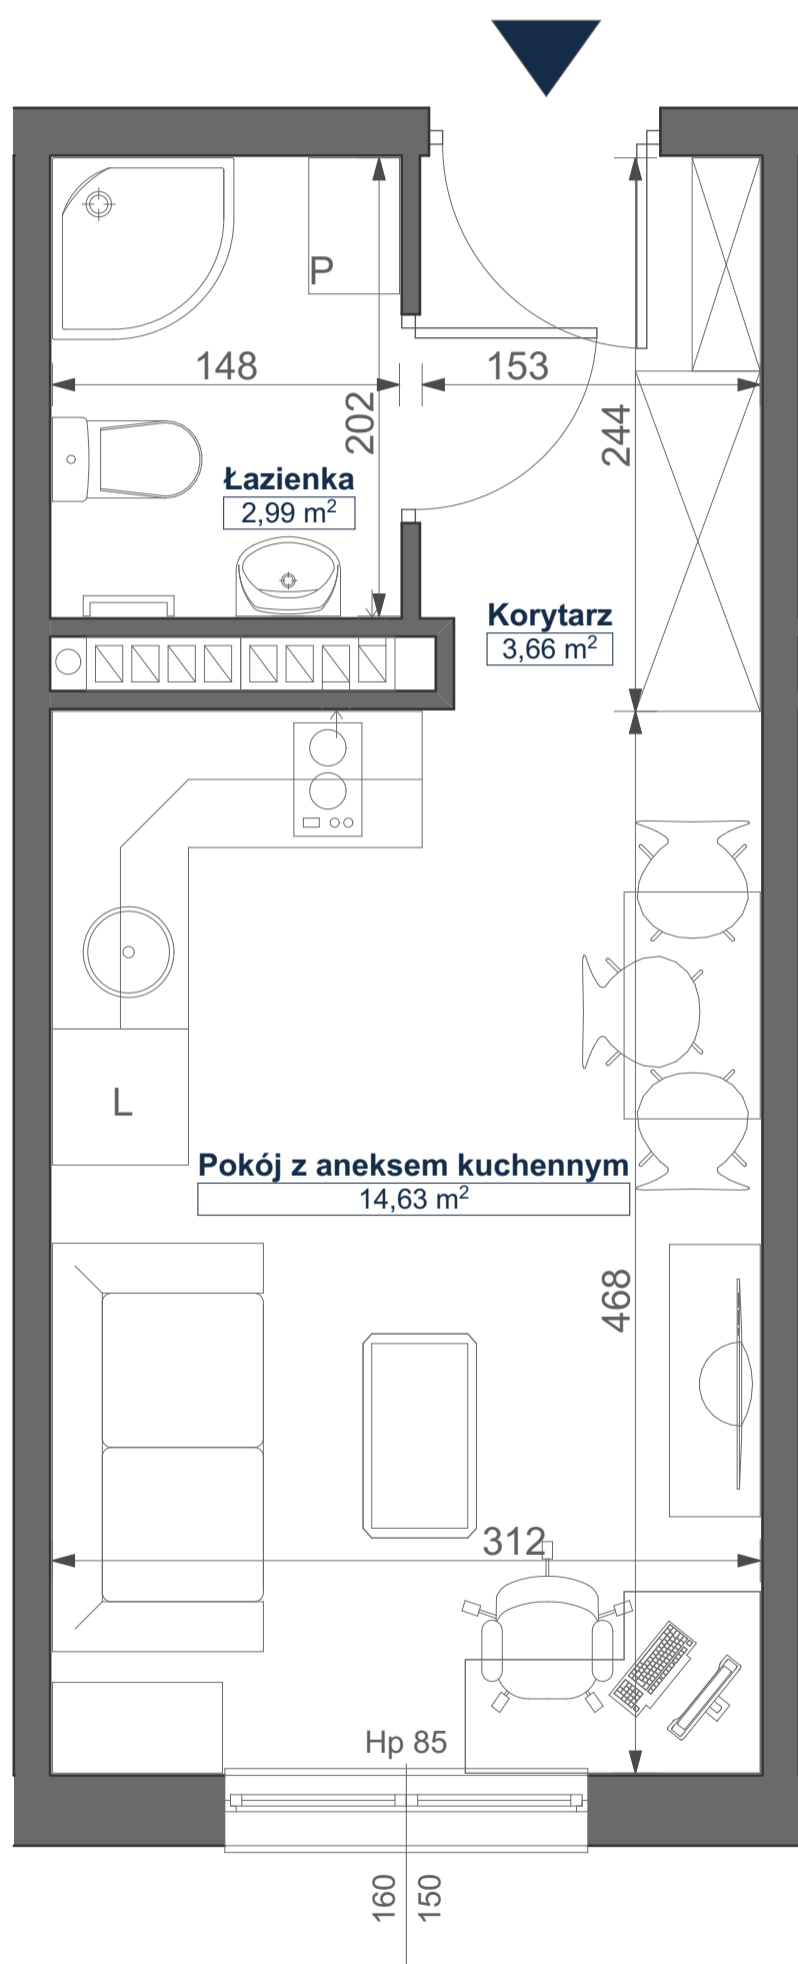 P
148
153
202
244
Łazienka
2,99 m²
Korytarz
3,66 m²
L
Pokój z aneksem kuchennym
14,63 m²
468
312
Hp 85
160
150